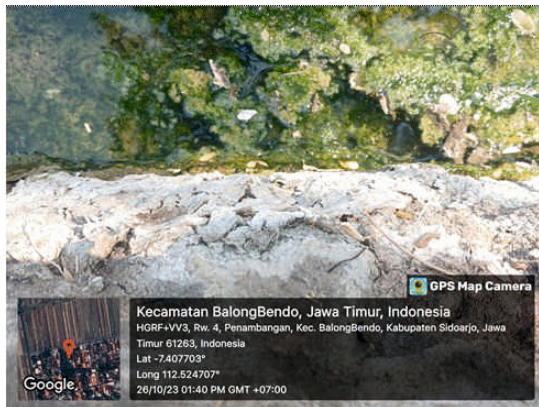 GPS Map Camera
Kecamatan BalongBendo, Jawa Timur, Indonesia
HGRF+VV3, Rw. 4, Penambangan, Kec. BalongBendo, Kabupaten Sidoarjo, Jawa
Timur 61263, Indonesia
Lat -7.407703°
Long 112.524707°
26/10/23 01:40 PM GMT +07:00
Google